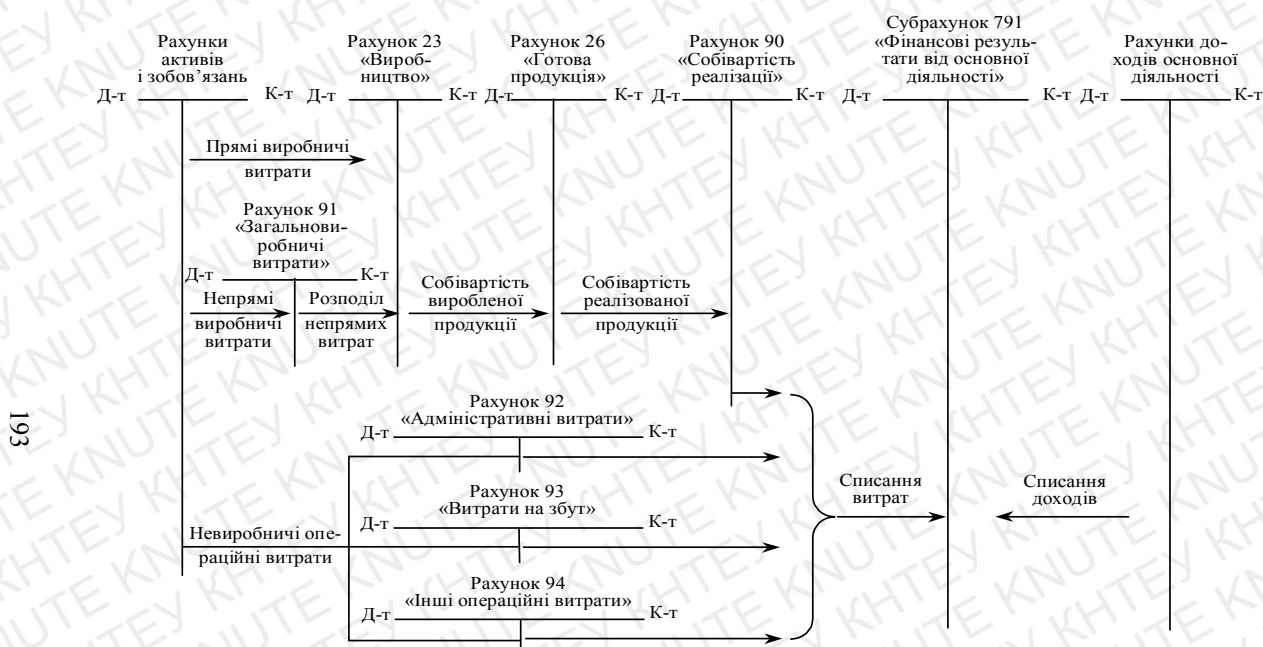 Рахунки
активів
і зобов’язань
Рахунок 23
«Вироб-
ництво»
Рахунок 26
«Готова
продукція»
Рахунок 90
«Собівартість
реалізації»
Субрахунок 791
«Фінансові резуль-
тати від основної
діяльності»
Рахунки до-
ходів основної
діяльності
Д-т К-т Д-т К-т Д-т К-т Д-т К-т Д-т К-т Д-т К-т
Прямі виробничі
витрати
Рахунок 91
«Загальнови-
робничі
витрати»
Д-т К-т
Непрямі
виробничі
витрати
Розподіл
непрямих
витрат
Собівартість
виробленої
продукції
Собівартість
реалізованої
продукції
Рахунок 92
«Адміністративні витрати»
Д-т К-т
Рахунок 93
«Витрати на збут»
Д-т К-т
Невиробничі опе-
раційні витрати
Рахунок 94
«Інші операційні витрати»
Д-т К-т
Списання
витрат
Списання
доходів
193